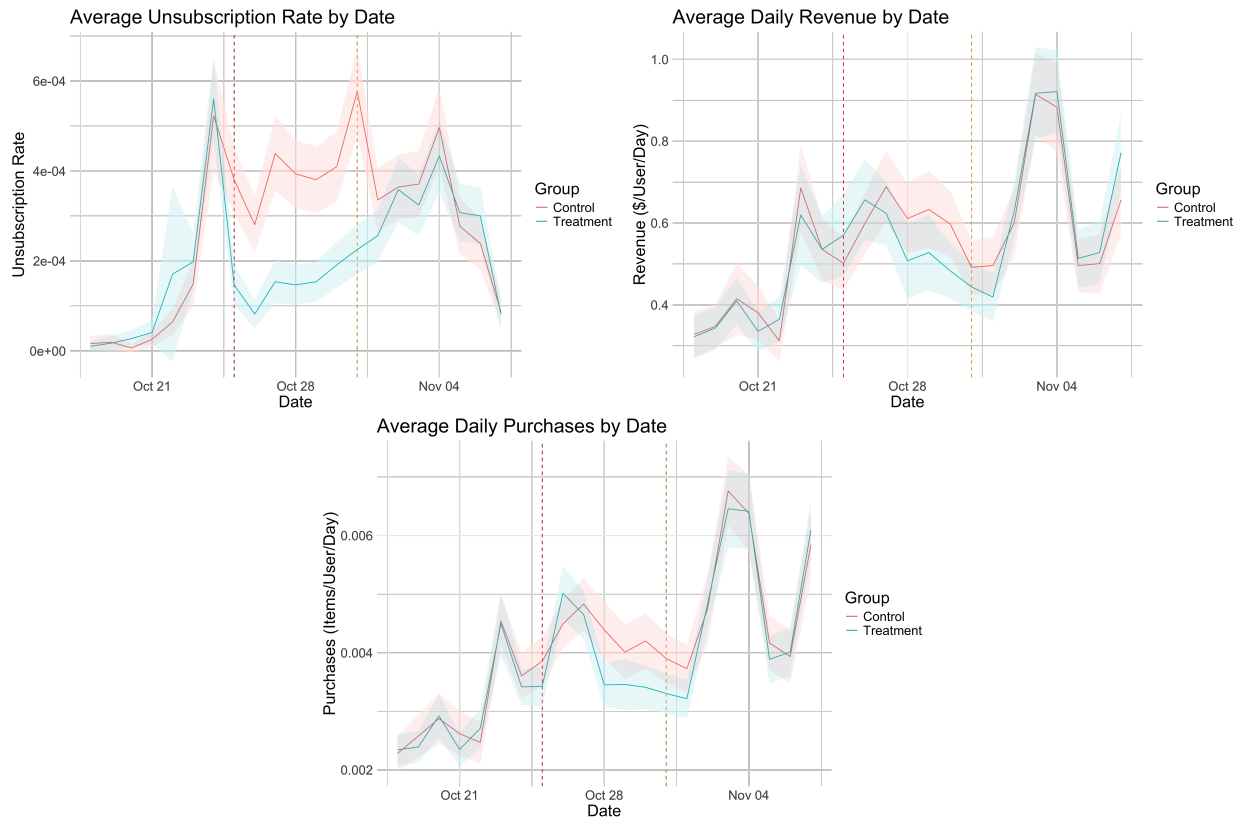 Average Unsubscription Rate by Date
Unsubscription Rate
6e-04
4e-04
2e-04
0e+00
Oct 21
Oct 28
Nov 04
Date
Group
Control
Treatment
Average Daily Revenue by Date
Revenue ($/User/Day)
1.0
0.8
0.6
0.4
Oct 21
Oct 28
Nov 04
Date
Group
Control
Treatment
Average Daily Purchases by Date
Purchases (Items/User/Day)
0.006
0.004
0.002
Oct 21
Oct 28
Nov 04
Date
Group
Control
Treatment